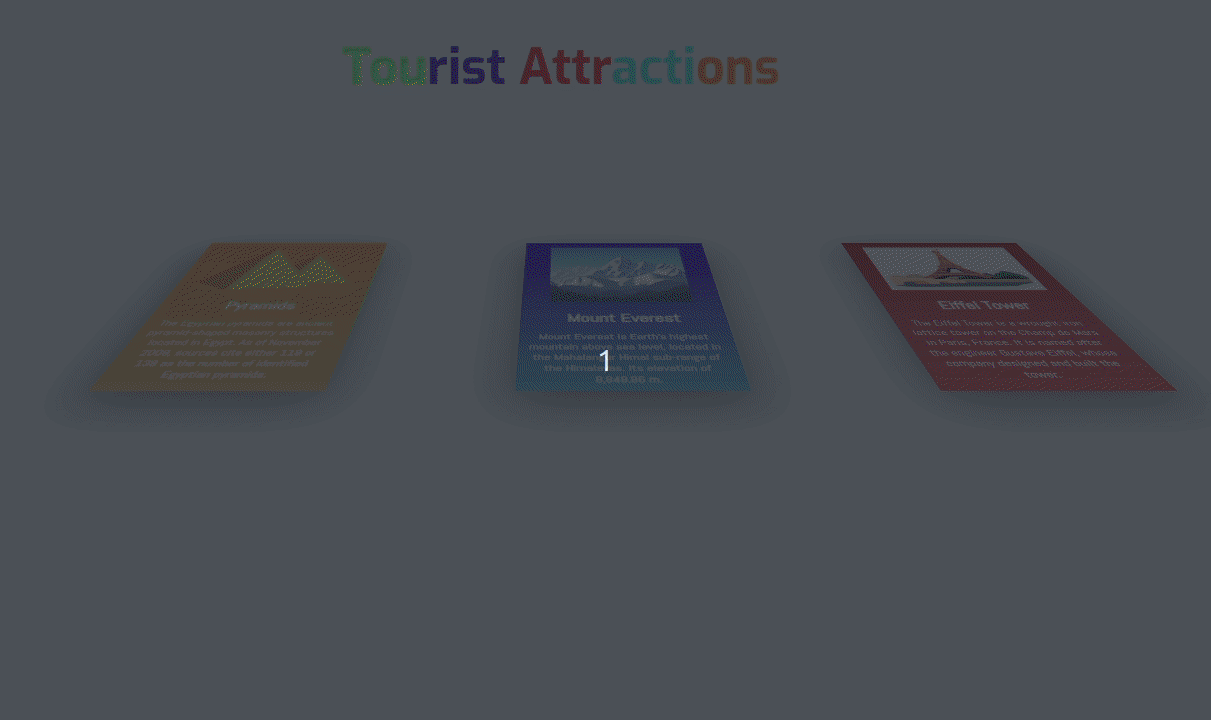 Tourist Attractions
Pyramids
The Egyptian pyramids are ancient
pyramid-shaped masonry structures
located in Egypt. As of November
2008, sources cite either 118 or
138 as the number of identified
Egyptian pyramids.
Mount Everest
Mount Everest is Earth's highest
mountain above sea level, located in
the Himal sub-range of
the Its elevation of
8,848.86 m.
1
Eiffel Tower
The Eiffel Tower is a wrought-iron
lattice tower on the Champ de Mars
in Paris, France. It is named after
the engineer Gustave Eiffel, whose
company designed and built the
tower.